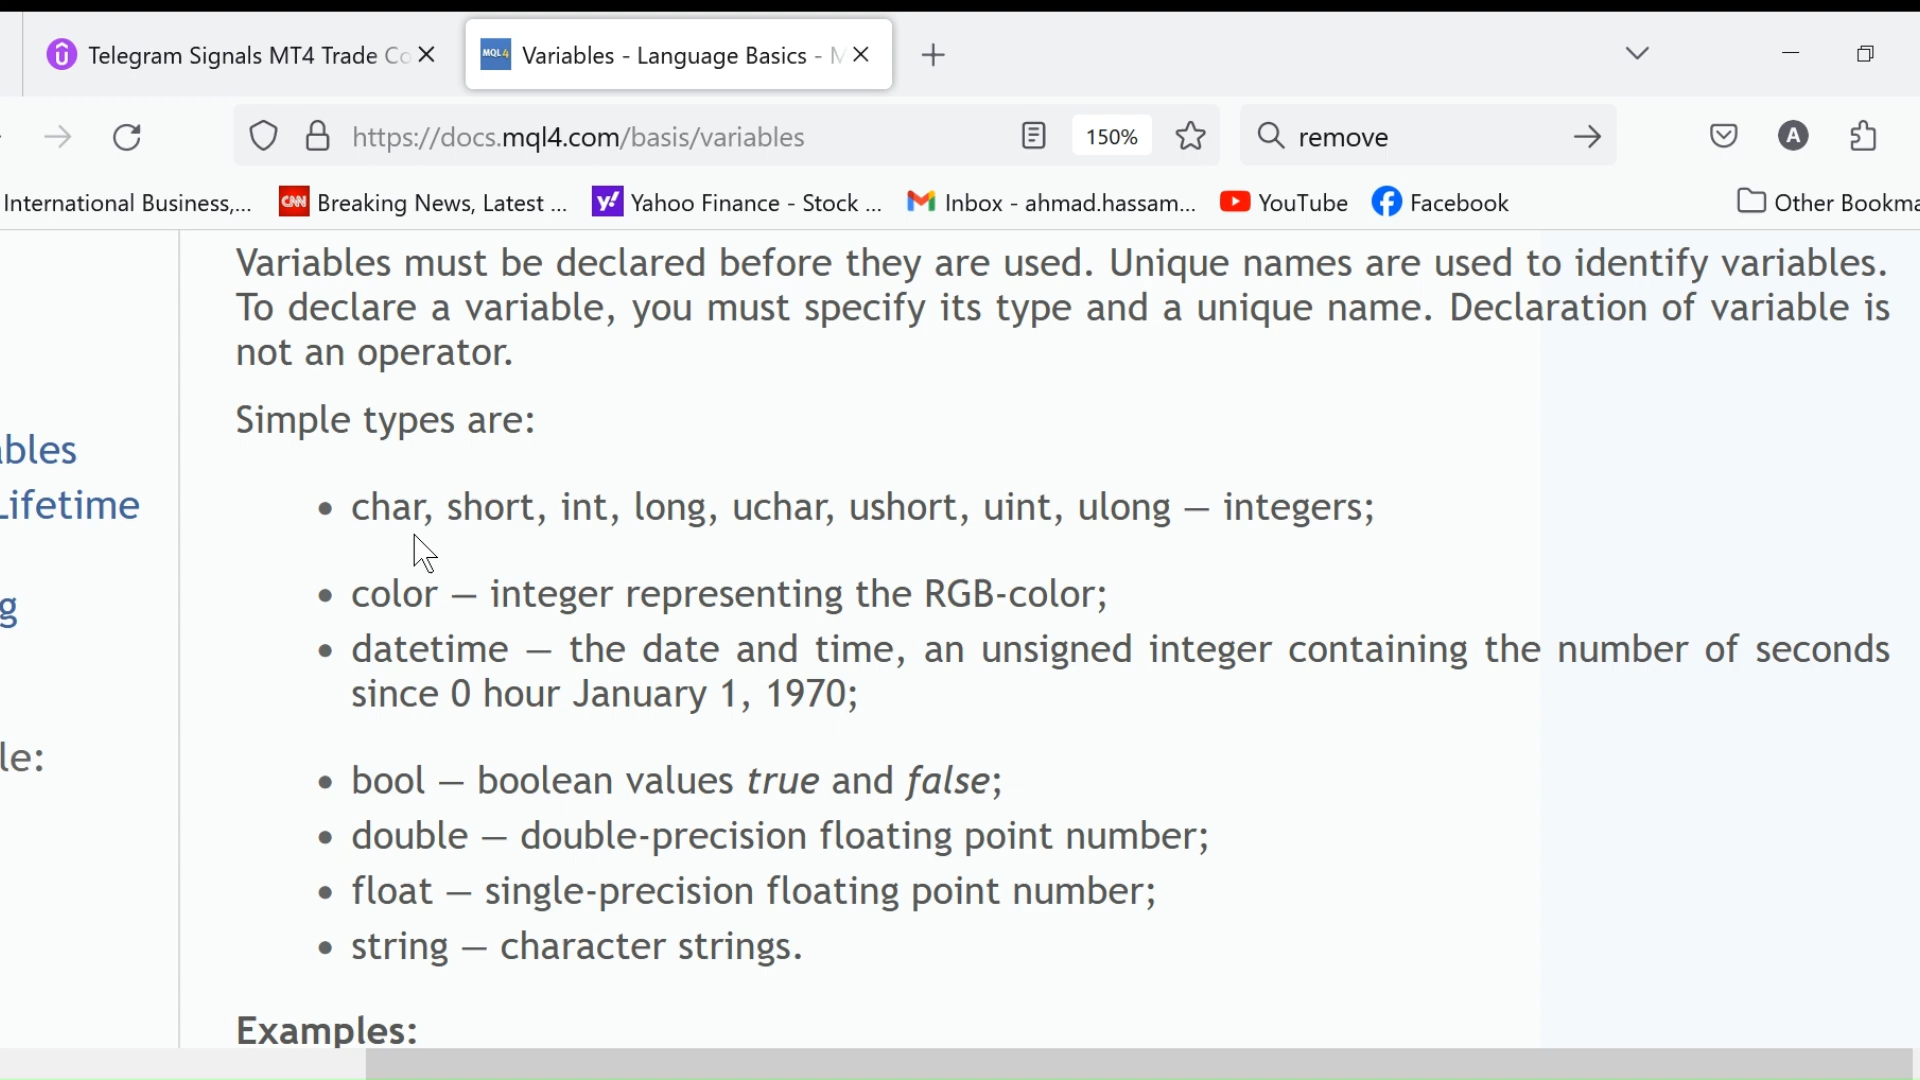 Telegram Signals MT4 Trade Co
MQL4 Variables - Language Basics - M
https://docs.mql4.com/basis/variables
150%
remove
A
International Business,...
CNN Breaking News, Latest ...
y! Yahoo Finance - Stock ...
Inbox - ahmad.hassam...
YouTube
Facebook
Other Bookma
Variables must be declared before they are used. Unique names are used to identify variables.
To declare a variable, you must specify its type and a unique name. Declaration of variable is
not an operator.
Simple types are:
ables
Lifetime
g
le:
• char, short, int, long, uchar, ushort, uint, ulong — integers;
• color — integer representing the RGB-color;
• datetime — the date and time, an unsigned integer containing the number of seconds
since 0 hour January 1, 1970;
• bool — boolean values true and false;
• double — double-precision floating point number;
• float — single-precision floating point number;
• string — character strings.
Examples: